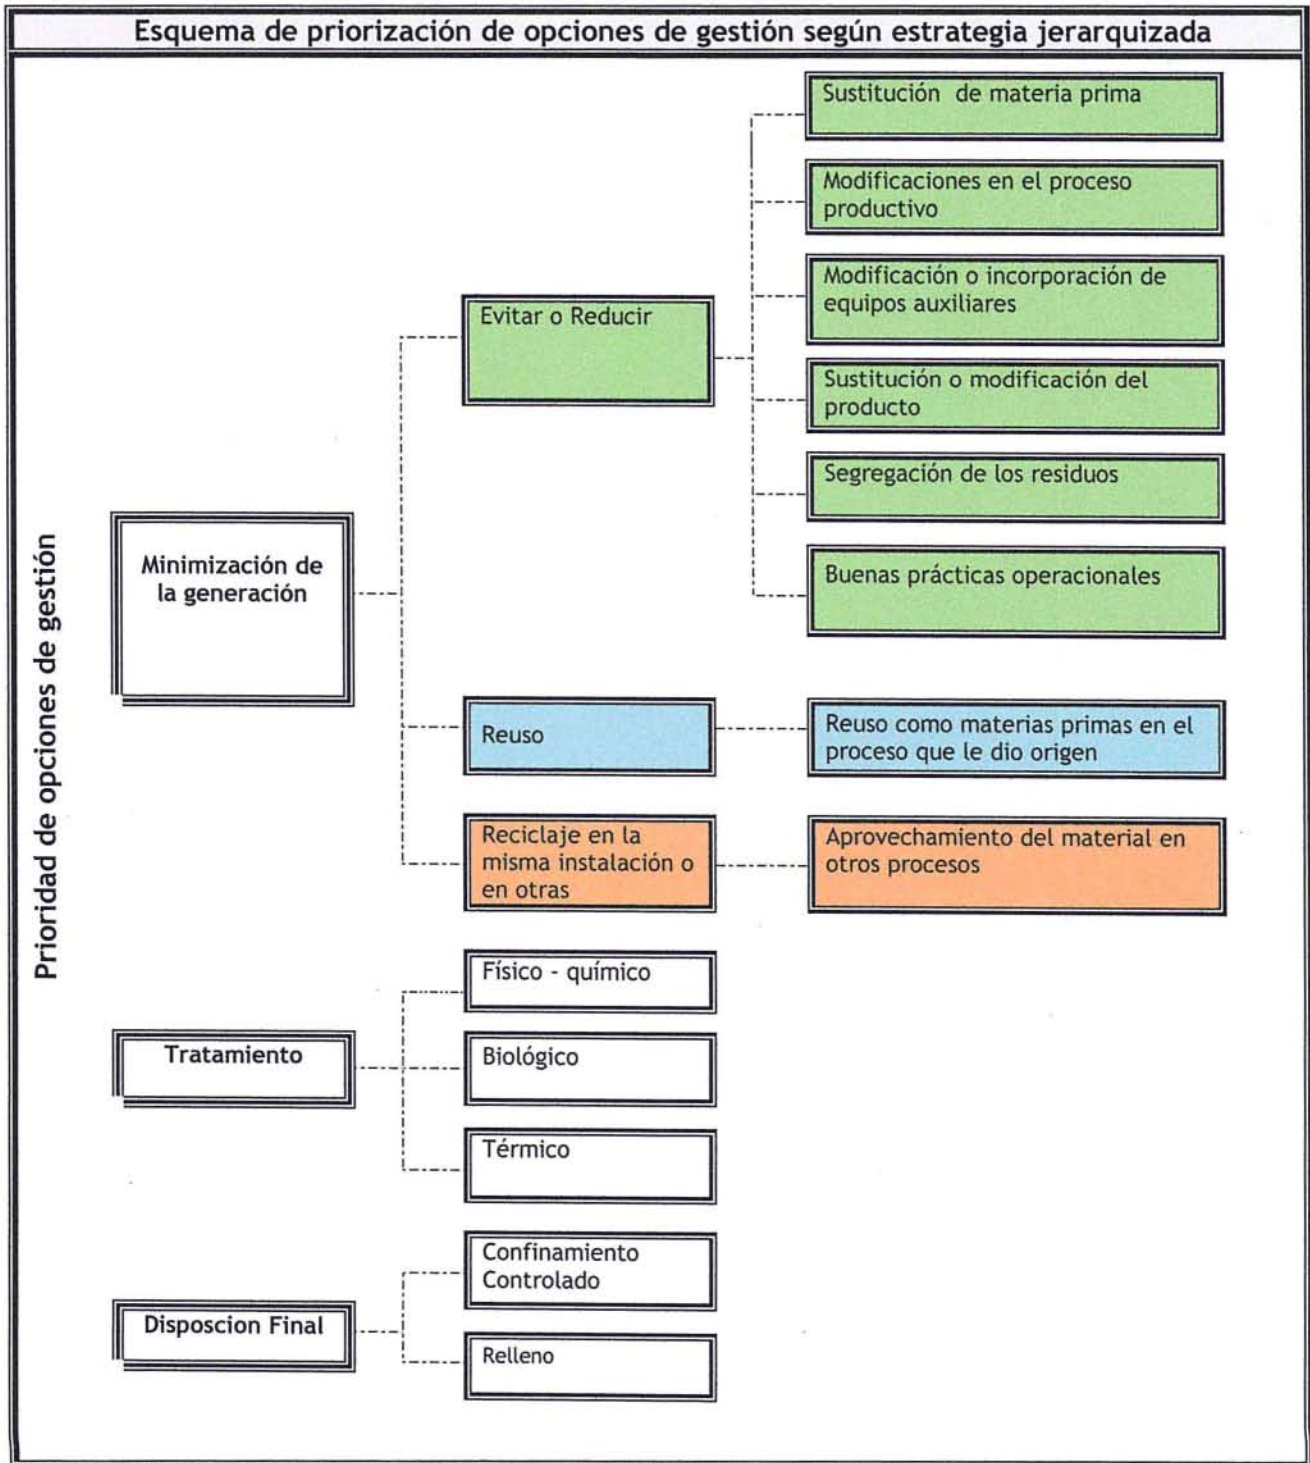 Esquema de priorización de opciones de gestión según estrategia jerarquizada
Prioridad de opciones de gestión
Minimización de
la generación
Evitar o Reducir
Sustitución de materia prima
Modificaciones en el proceso
productivo
Modificación o incorporación de
equipos auxiliares
Sustitución o modificación del
producto
Segregación de los residuos
Buenas prácticas operacionales
Reuso
Reuso como materias primas en el
proceso que le dio origen
Reciclaje en la
misma instalación o
en otras
Aprovechamiento del material en
otros procesos
Tratamiento
Físico - químico
Biológico
Térmico
Disposcion Final
Confinamiento
Controlado
Relleno